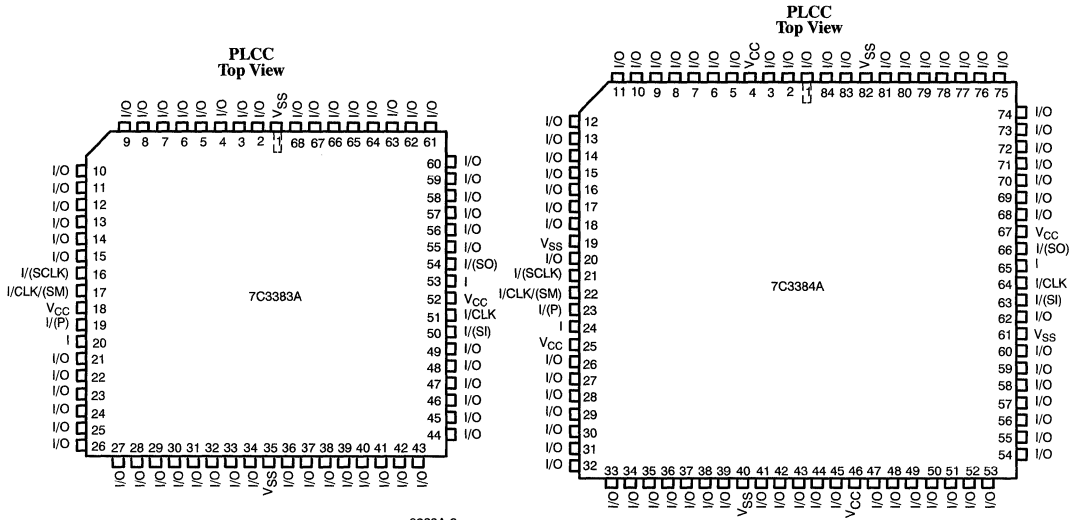 PLCC
Top View
I/O I/O I/O I/O I/O I/O I/O I/O VSS I/O I/O I/O I/O I/O I/O I/O I/O
9 8 7 6 5 4 3 2 1 68 67 66 65 64 63 62 61
I/O 10
I/O 11
I/O 12
I/O 13
I/O 14
I/O 15
I/(SCLK) 16
I/CLK/(SM) 17
VCC 18
I/(P) 19
I 20
I/O 21
I/O 22
I/O 23
I/O 24
I/O 25
I/O 26
7C3383A
60 I/O
59 I/O
58 I/O
57 I/O
56 I/O
55 I/O
54 I/(SO)
53 I
52 VCC
51 I/CLK
50 I/(SI)
49 I/O
48 I/O
47 I/O
46 I/O
45 I/O
44 I/O
27 28 29 30 31 32 33 34 35 36 37 38 39 40 41 42 43
I/O I/O I/O I/O I/O I/O I/O I/O VSS I/O I/O I/O I/O I/O I/O I/O I/O
PLCC
Top View
I/O I/O I/O I/O I/O I/O I/O VCC I/O I/O I/O I/O I/O VSS I/O I/O I/O I/O I/O I/O I/O
11 10 9 8 7 6 5 4 3 2 1 84 83 82 81 80 79 78 77 76 75
I/O 12
I/O 13
I/O 14
I/O 15
I/O 16
I/O 17
I/O 18
VSS 19
I/O 20
I/(SCLK) 21
I/CLK/(SM) 22
I/(P) 23
I 24
VCC 25
I/O 26
I/O 27
I/O 28
I/O 29
I/O 30
I/O 31
I/O 32
7C3384A
74 I/O
73 I/O
72 I/O
71 I/O
70 I/O
69 I/O
68 I/O
67 VCC
66 I/(SO)
65 I
64 I/CLK
63 I/(SI)
62 I/O
61 VSS
60 I/O
59 I/O
58 I/O
57 I/O
56 I/O
55 I/O
54 I/O
33 34 35 36 37 38 39 40 41 42 43 44 45 46 47 48 49 50 51 52 53
I/O I/O I/O I/O I/O I/O I/O VSS I/O I/O I/O I/O I/O VCC I/O I/O I/O I/O I/O I/O I/O